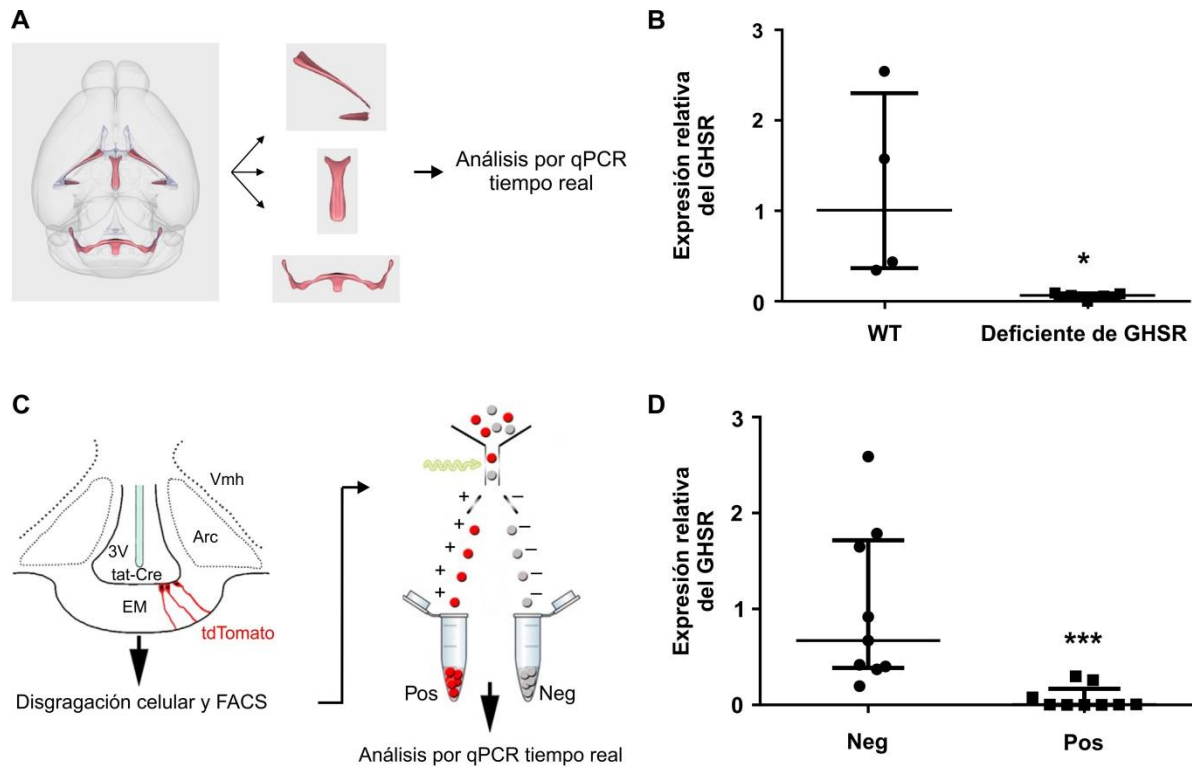 A
Análisis por qPCR
tiempo real
B
Expresión relativa
del GHSR
3
2
1
0
*
WT
Deficiente de GHSR
C
Vmh
Arc
3V
tat-Cre
EM
tdTomato
Disgragación celular y FACS
+ −
+ −
+ −
+ −
+ −
Pos
Neg
Análisis por qPCR tiempo real
D
Expresión relativa
del GHSR
3
2
1
0
***
Neg
Pos